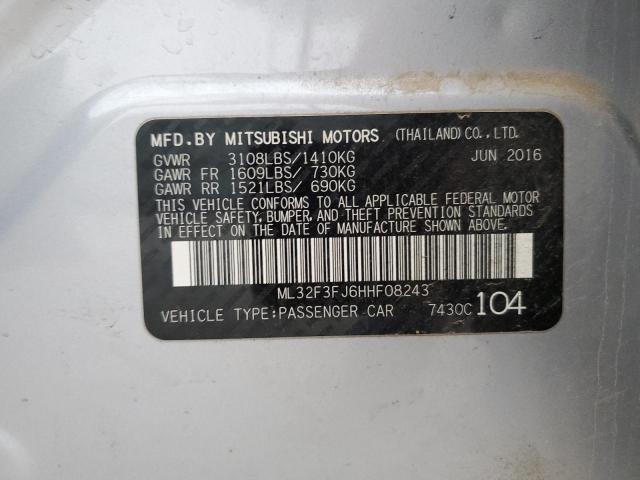 MFD.BY MITSUBISHI MOTORS (THAILAND)CO.,LTD.
GVWR 3108LBS/1410KG JUN 2016
GAWR FR 1609LBS/ 730KG
GAWR RR 1521LBS/ 690KG
THIS VEHICLE CONFORMS TO ALL APPLICABLE FEDERAL MOTOR
VEHICLE SAFETY, BUMPER, AND THEFT PREVENTION STANDARDS
IN EFFECT ON THE DATE OF MANUFACTURE SHOWN ABOVE.
ML32F3FJ6HHF08243
VEHICLE TYPE:PASSENGER CAR 7430C 104